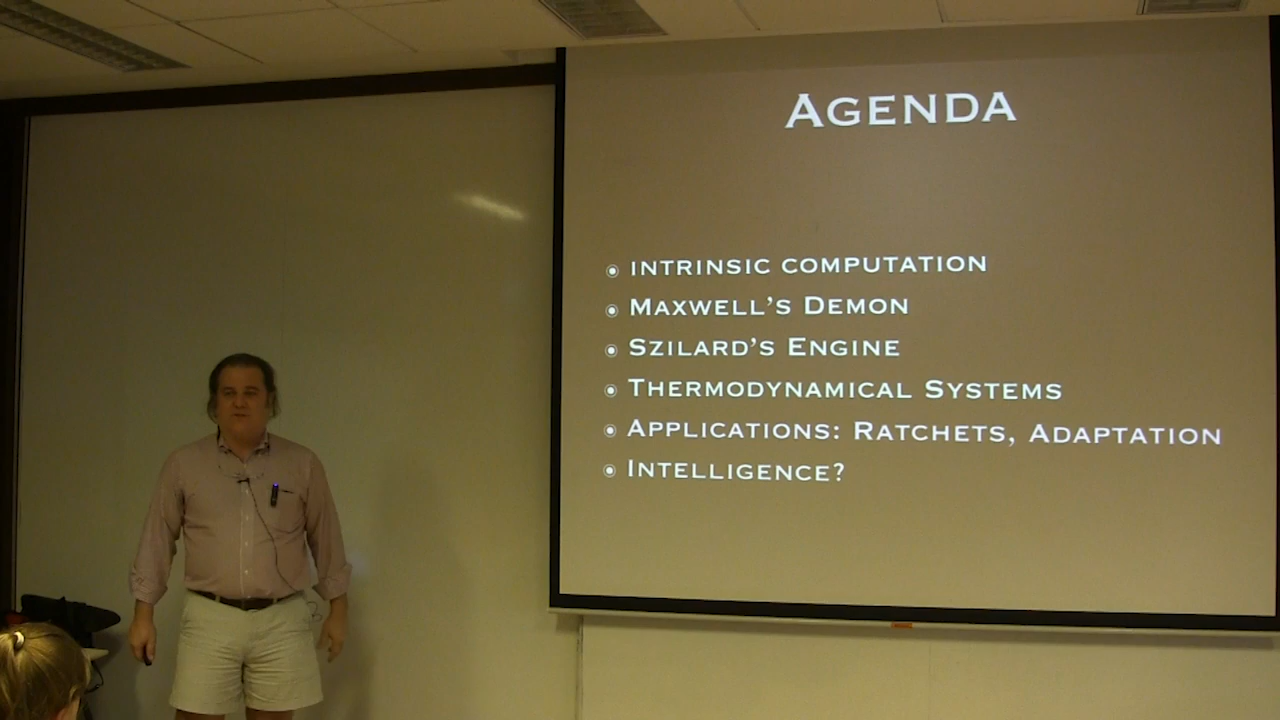 Agenda
Intrinsic computation
Maxwell's Demon
Szilard's Engine
Thermodynamical Systems
Applications: Ratchets, Adaptation
Intelligence?